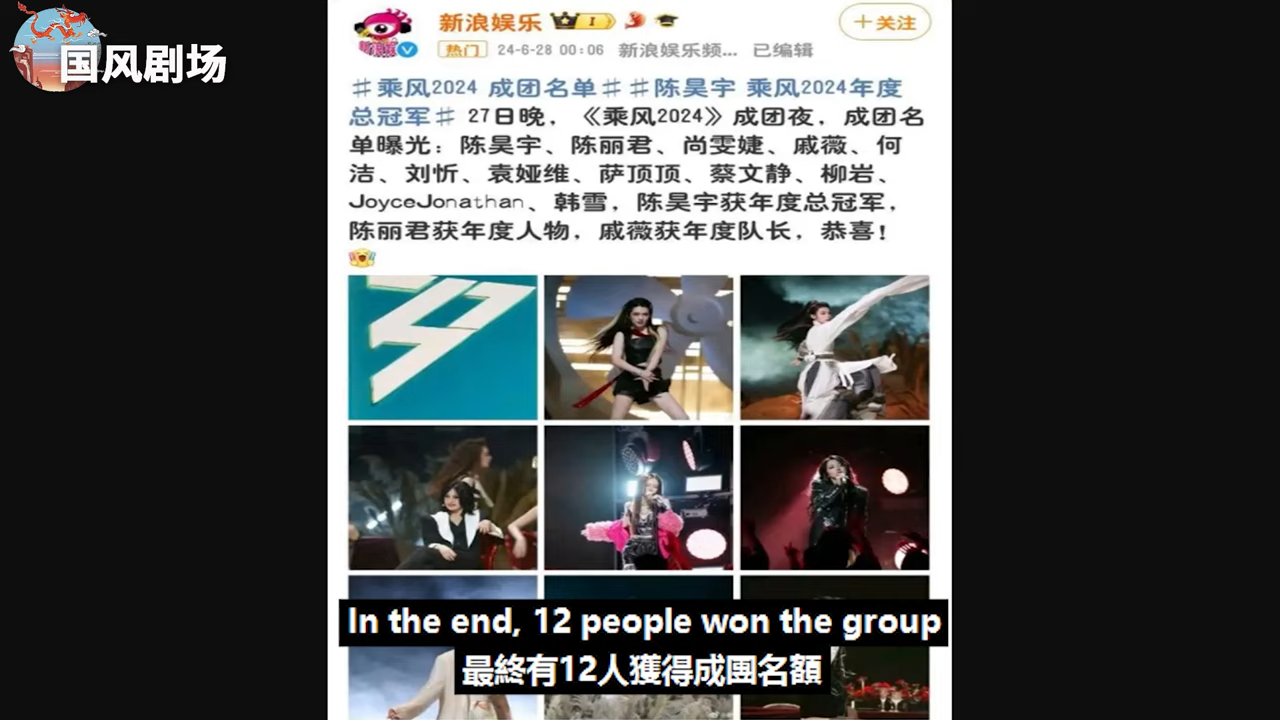 国风剧场
新浪娱乐
I
+关注
热门 24-6-28 00:06 新浪娱乐频... 已编辑
#乘风2024 成团名单##陈昊宇 乘风2024年度
总冠军# 27日晚，《乘风2024》成团夜，成团名
单曝光：陈昊宇、陈丽君、尚雯婕、戚薇、何
洁、刘忻、袁娅维、萨顶顶、蔡文静、柳岩、
JoyceJonathan、韩雪，陈昊宇获年度总冠军，
陈丽君获年度人物，戚薇获年度队长，恭喜！
In the end, 12 people won the group
最終有12人獲得成團名額